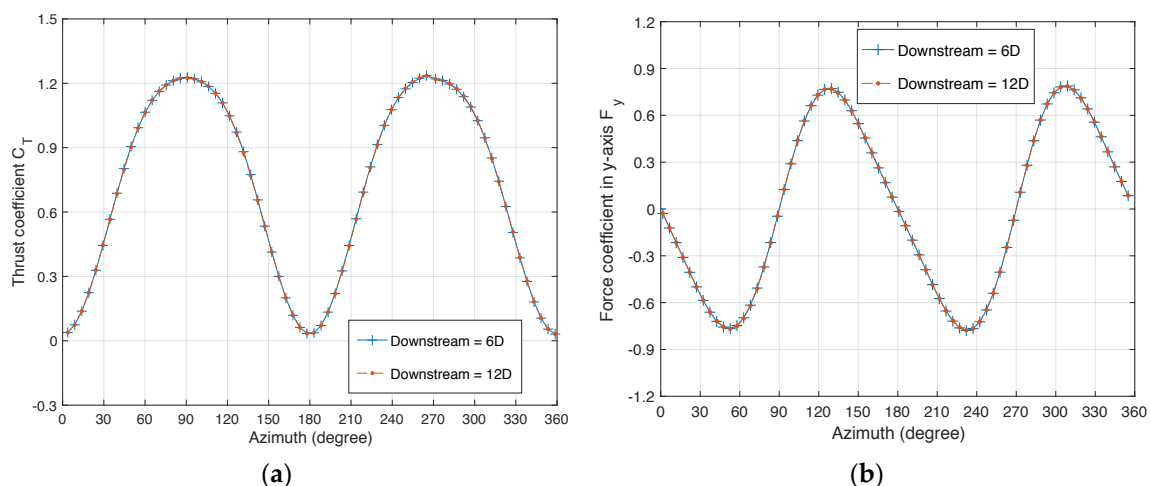 1.5
1.2
0.9
0.6
0.3
0
-0.3
Thrust coefficient C_T
Downstream = 6D
Downstream = 12D
0 30 60 90 120 150 180 210 240 270 300 330 360
Azimuth (degree)
(a)
1.2
0.9
0.6
0.3
0
-0.3
-0.6
-0.9
-1.2
Force coefficient in y-axis F_y
Downstream = 6D
Downstream = 12D
0 30 60 90 120 150 180 210 240 270 300 330 360
Azimuth (degree)
(b)